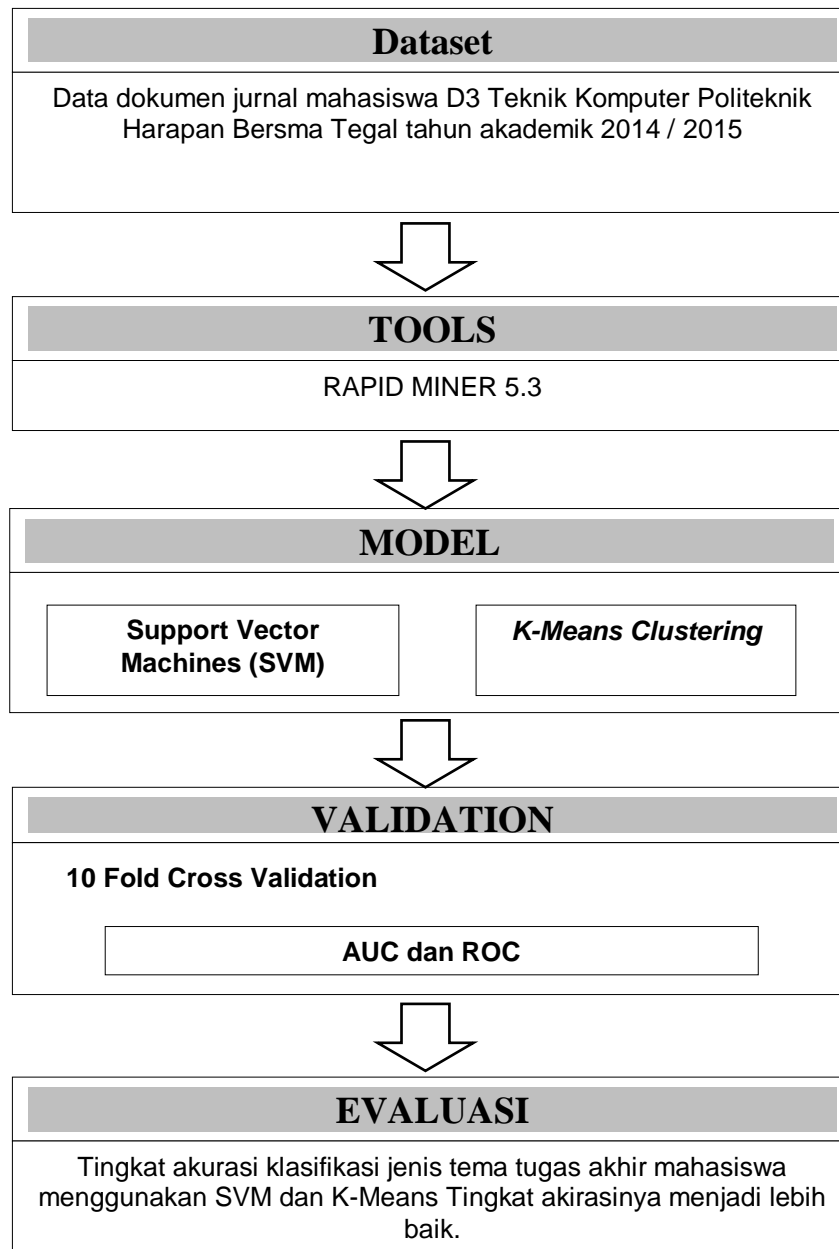 Dataset
Data dokumen jurnal mahasiswa D3 Teknik Komputer Politeknik
Harapan Bersma Tegal tahun akademik 2014 / 2015
TOOLS
RAPID MINER 5.3
MODEL
Support Vector
Machines (SVM)
K-Means Clustering
VALIDATION
10 Fold Cross Validation
AUC dan ROC
EVALUASI
Tingkat akurasi klasifikasi jenis tema tugas akhir mahasiswa
menggunakan SVM dan K-Means Tingkat akirasinya menjadi lebih
baik.